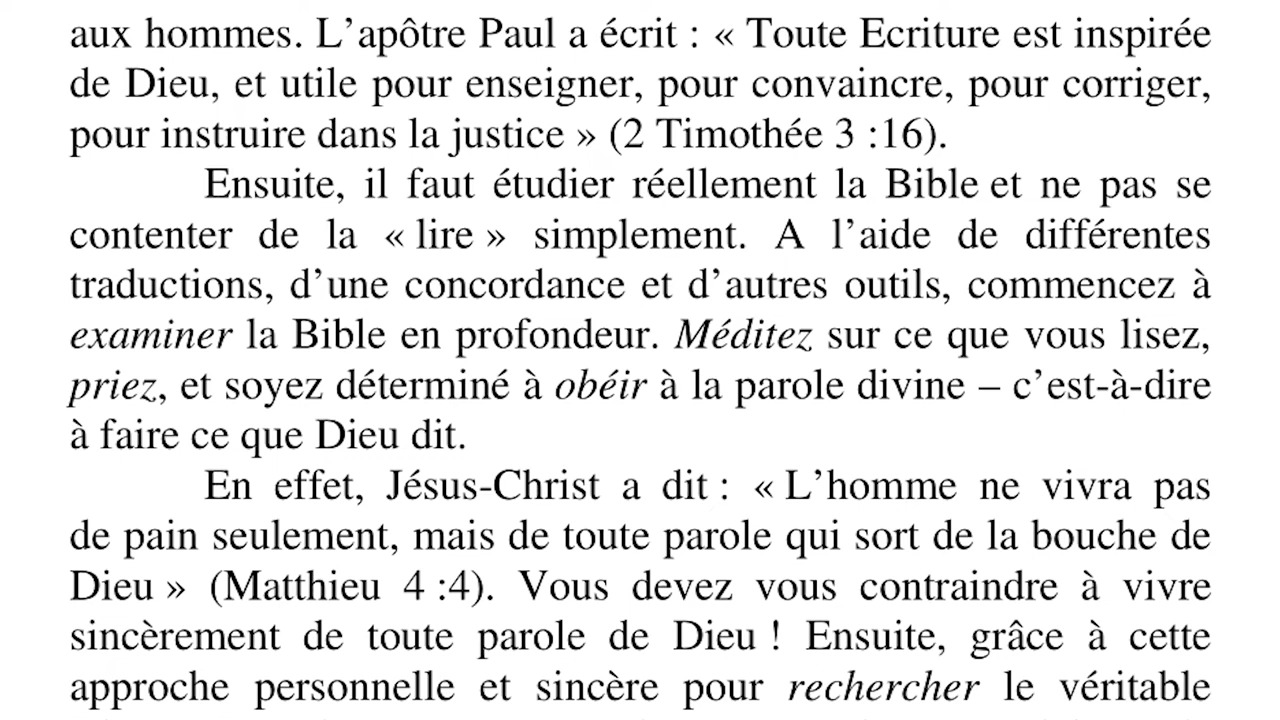 aux hommes. L’apôtre Paul a écrit : « Toute Ecriture est inspirée
de Dieu, et utile pour enseigner, pour convaincre, pour corriger,
pour instruire dans la justice » (2 Timothée 3 :16).
Ensuite, il faut étudier réellement la Bible et ne pas se
contenter de la « lire » simplement. A l’aide de différentes
traductions, d’une concordance et d’autres outils, commencez à
examiner la Bible en profondeur. Méditez sur ce que vous lisez,
priez, et soyez déterminé à obéir à la parole divine – c’est-à-dire
à faire ce que Dieu dit.
En effet, Jésus-Christ a dit : « L’homme ne vivra pas
de pain seulement, mais de toute parole qui sort de la bouche de
Dieu » (Matthieu 4 :4). Vous devez vous contraindre à vivre
sincèrement de toute parole de Dieu ! Ensuite, grâce à cette
approche personnelle et sincère pour rechercher le véritable